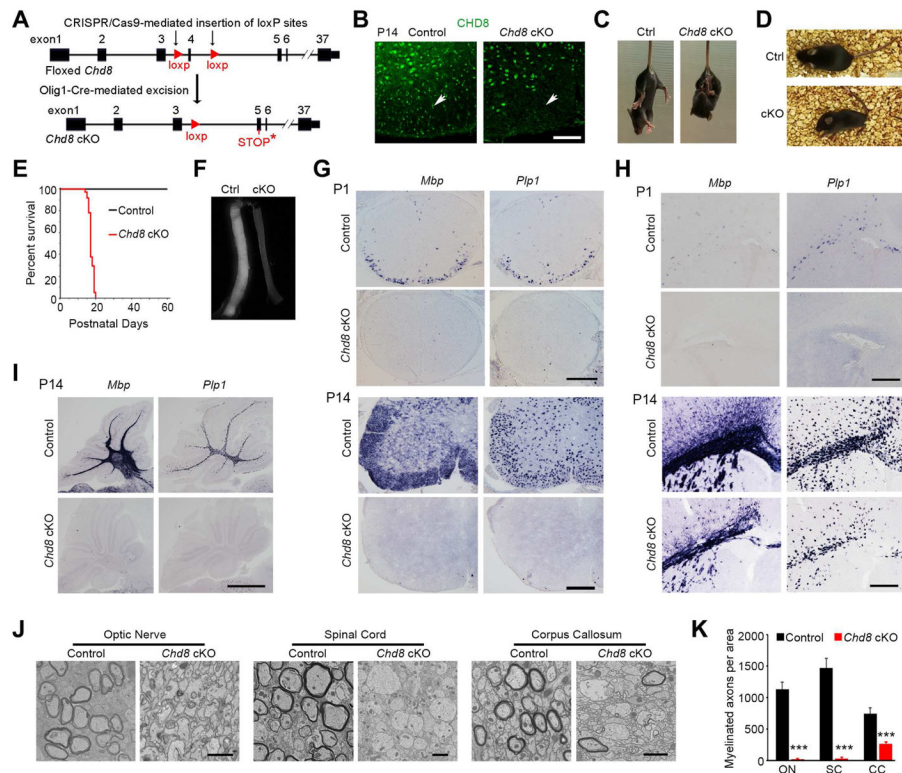 A
CRISPR/Cas9-mediated insertion of loxP sites
exon1 2 3 4 5 6 37
Floxed Chd8
loxp loxp
Olig1-Cre-mediated excision
exon1 2 3 5 6 37
Chd8 cKO
loxp
STOP*
B
CHD8
P14 Control Chd8 cKO
C
Ctrl Chd8 cKO
D
Ctrl
cKO
E
Percent survival
100
80
60
40
20
0
0 20 40 60
Postnatal Days
Control
Chd8 cKO
F
Ctrl cKO
G
Mbp Plp1
P1
Control
Chd8 cKO
P14
Control
Chd8 cKO
H
Mbp Plp1
P1
Control
Chd8 cKO
P14
Control
Chd8 cKO
I
P14 Mbp Plp1
Control
Chd8 cKO
J
Optic Nerve Spinal Cord Corpus Callosum
Control Chd8 cKO Control Chd8 cKO Control Chd8 cKO
K
Control Chd8 cKO
Myelinated axons per area
2000
1500
1000
500
0
*** *** ***
ON SC CC